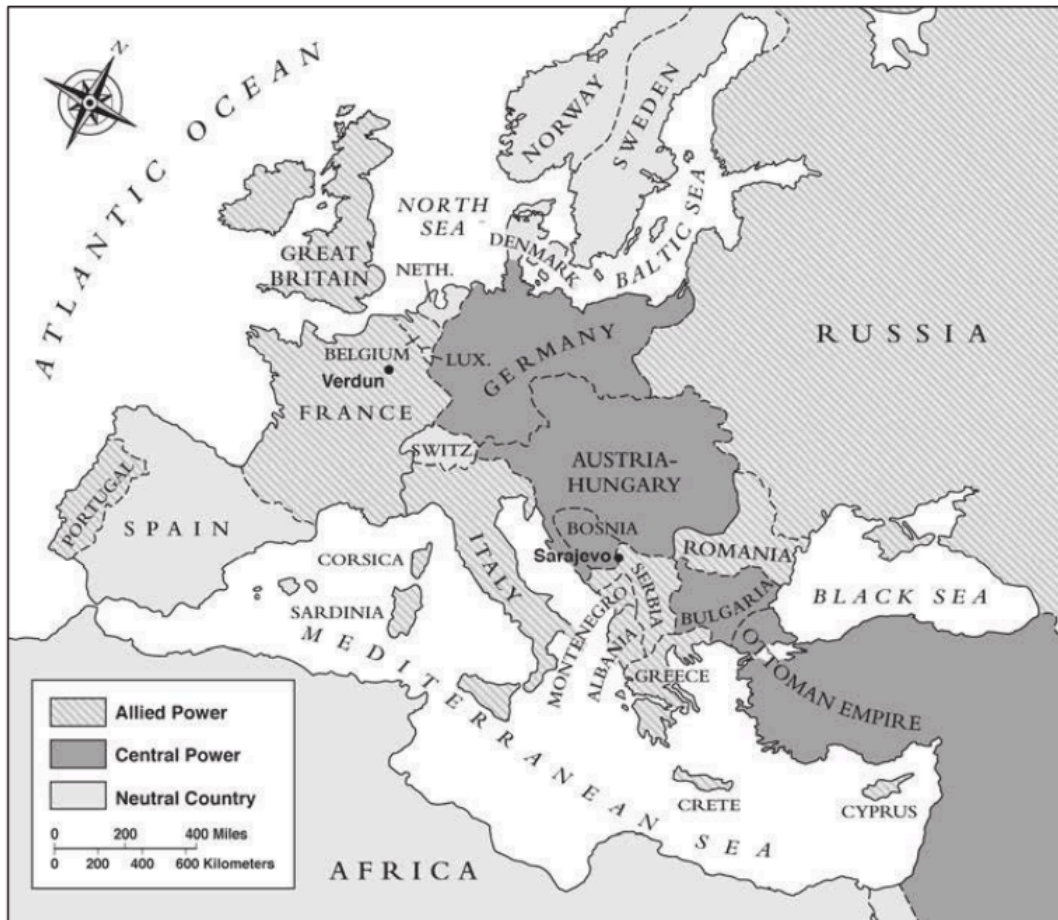 N
ATLANTIC OCEAN
NORWAY
SWEDEN
NORTH
SEA
BALTIC SEA
DENMARK
GREAT
BRITAIN
NETH.
RUSSIA
BELGIUM
LUX.
GERMANY
Verdun
FRANCE
SWITZ
AUSTRIA-
HUNGARY
PORTUGAL
SPAIN
BOSNIA
Sarajevo
ROMANIA
CORSICA
ITALY
SERBIA
BLACK SEA
SARDINIA
MONTENEGRO
BULGARIA
ALBANIA
GREECE
OTTOMAN EMPIRE
MEDITERRANEAN SEA
CRETE
CYPRUS
AFRICA
Allied Power
Central Power
Neutral Country
0 200 400 Miles
0 200 400 600 Kilometers